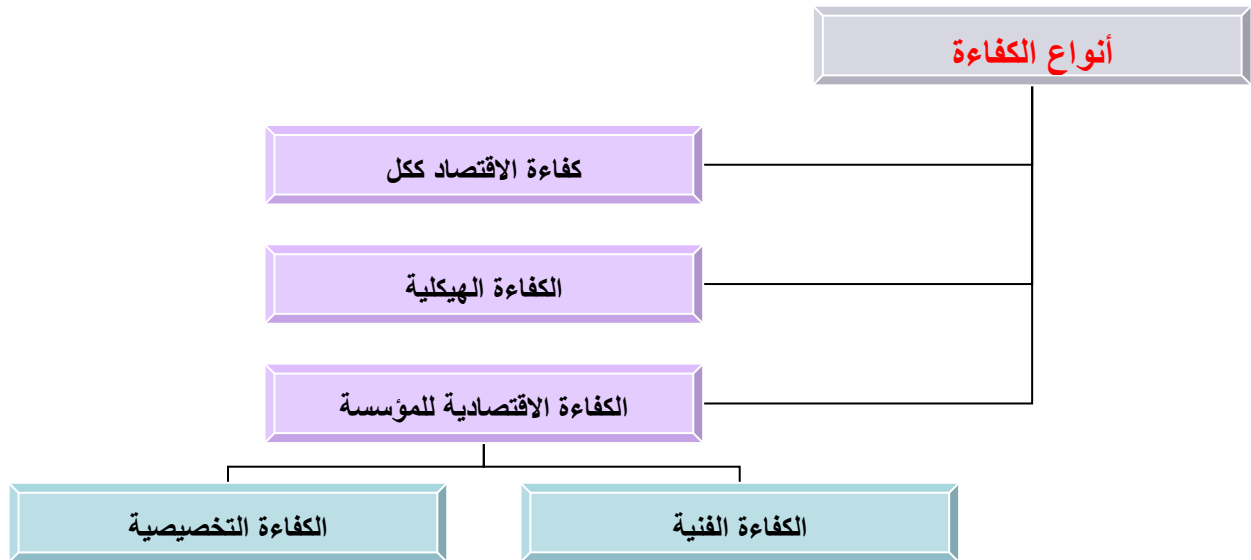 أنواع الكفاءة
كفاءة الاقتصاد ككل
الكفاءة الهيكلية
الكفاءة الاقتصادية للمؤسسة
الكفاءة الفنية
الكفاءة التخصيصية